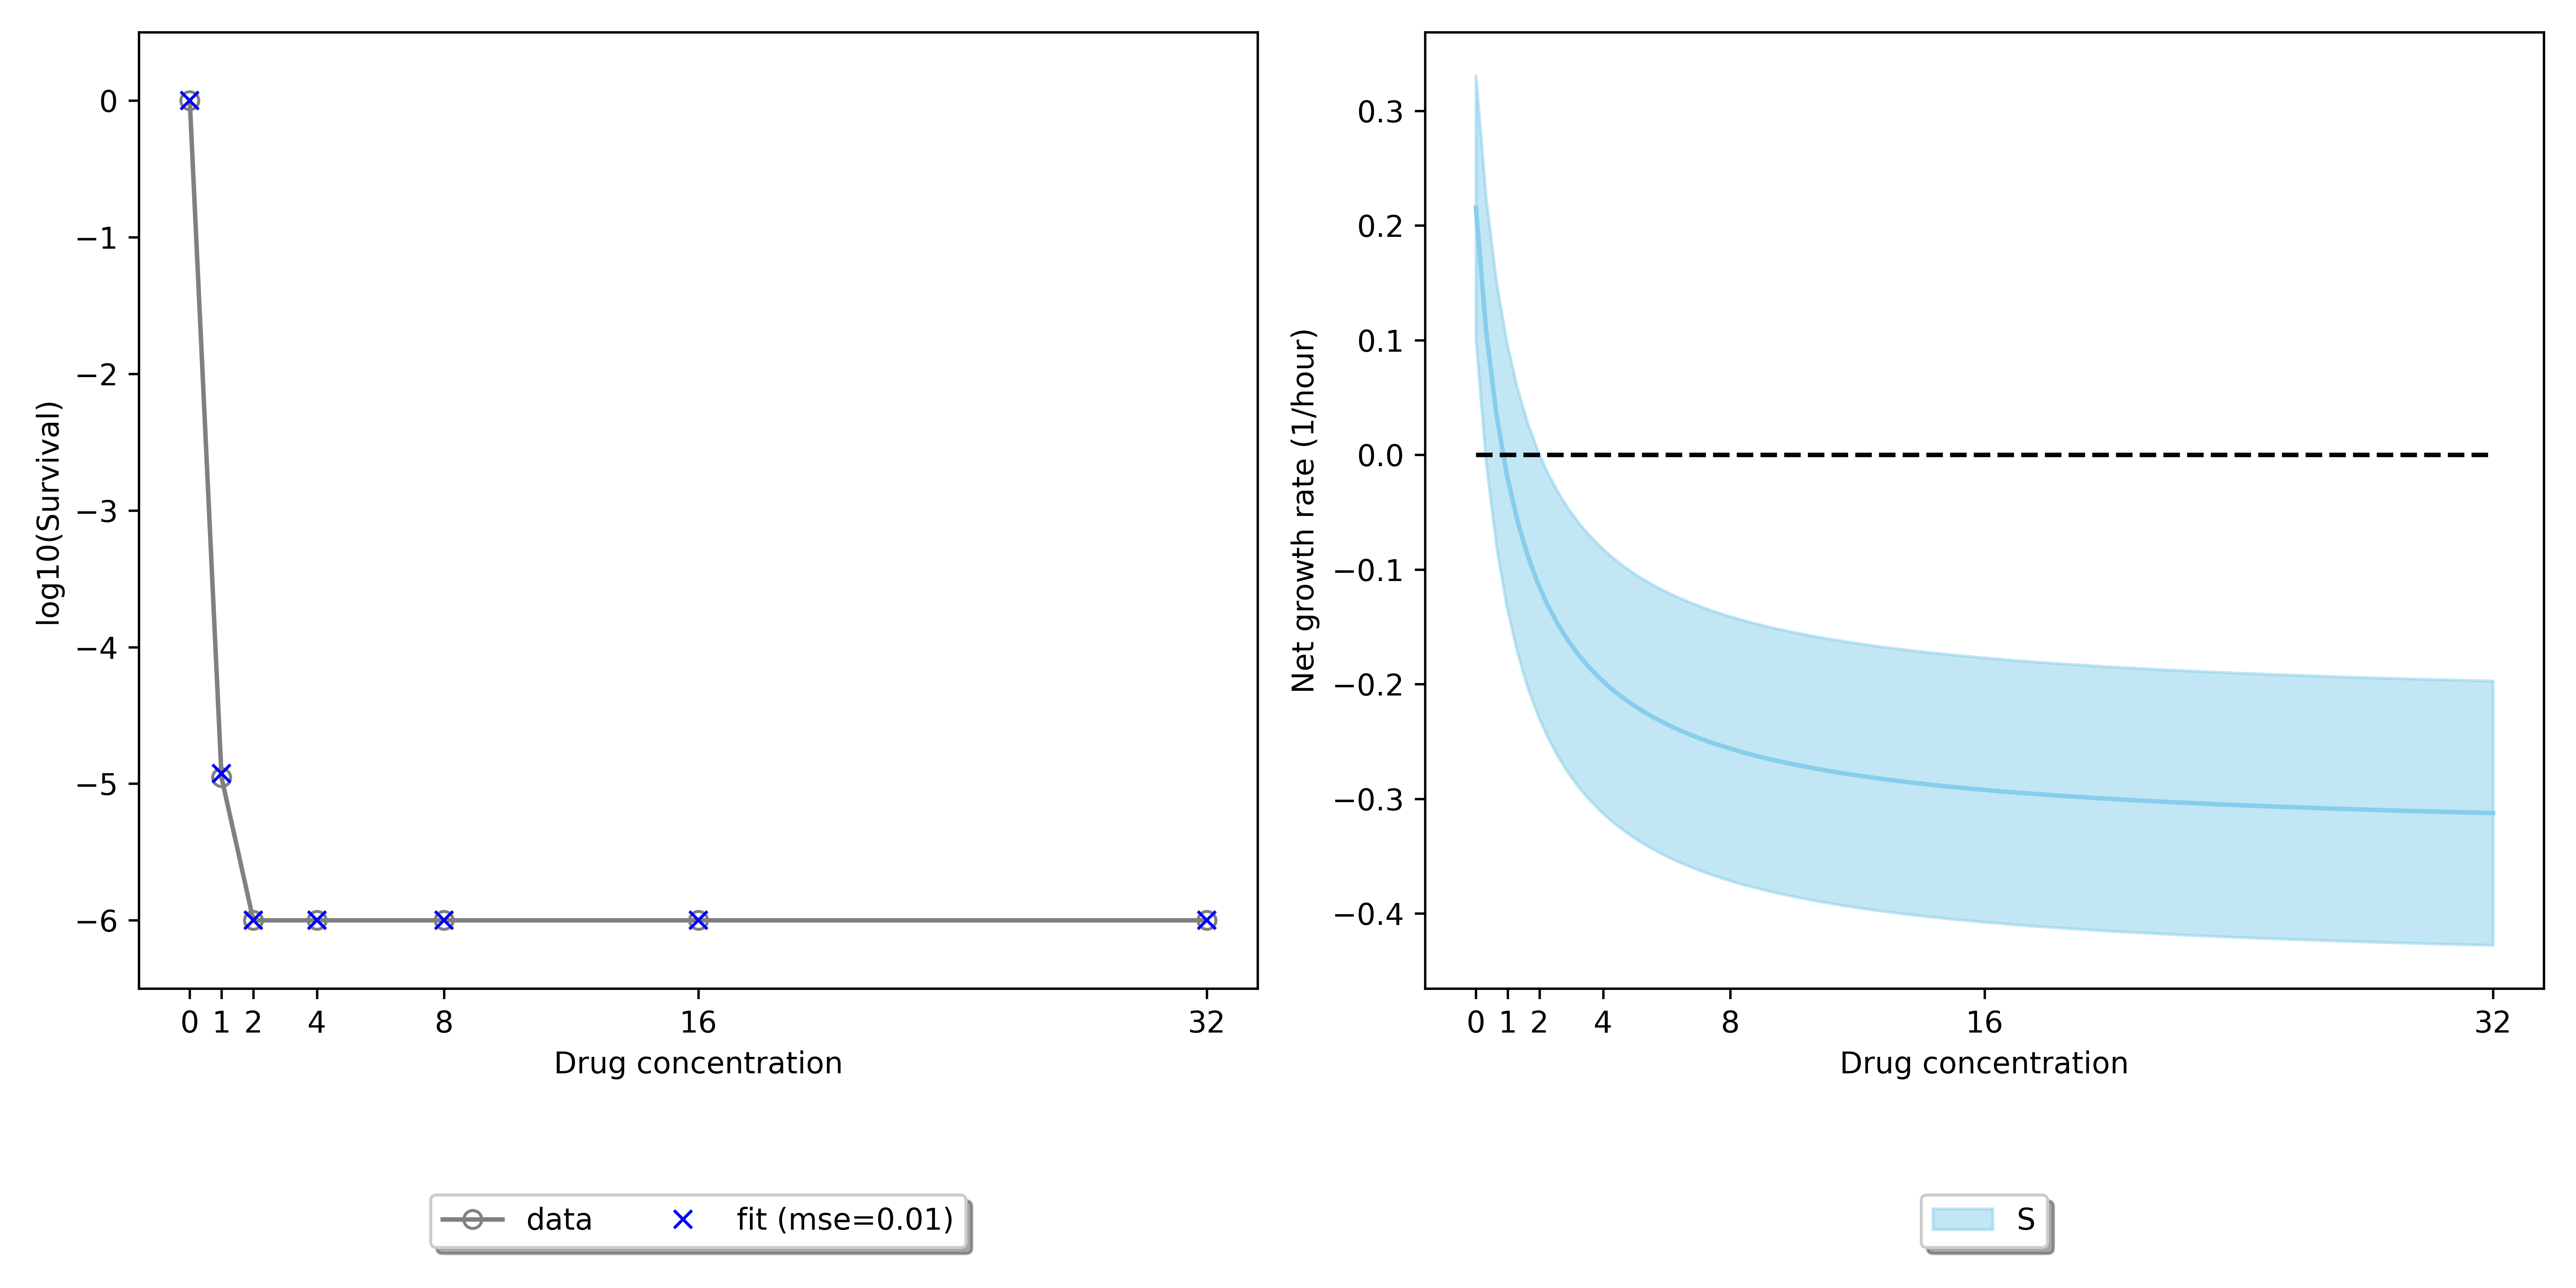 0
−1
−2
−3
−4
−5
−6
log10(Survival)
0 1 2 4 8 16 32
Drug concentration
data fit (mse=0.01)
0.3
0.2
0.1
0.0
−0.1
−0.2
−0.3
−0.4
Net growth rate (1/hour)
0 1 2 4 8 16 32
Drug concentration
S